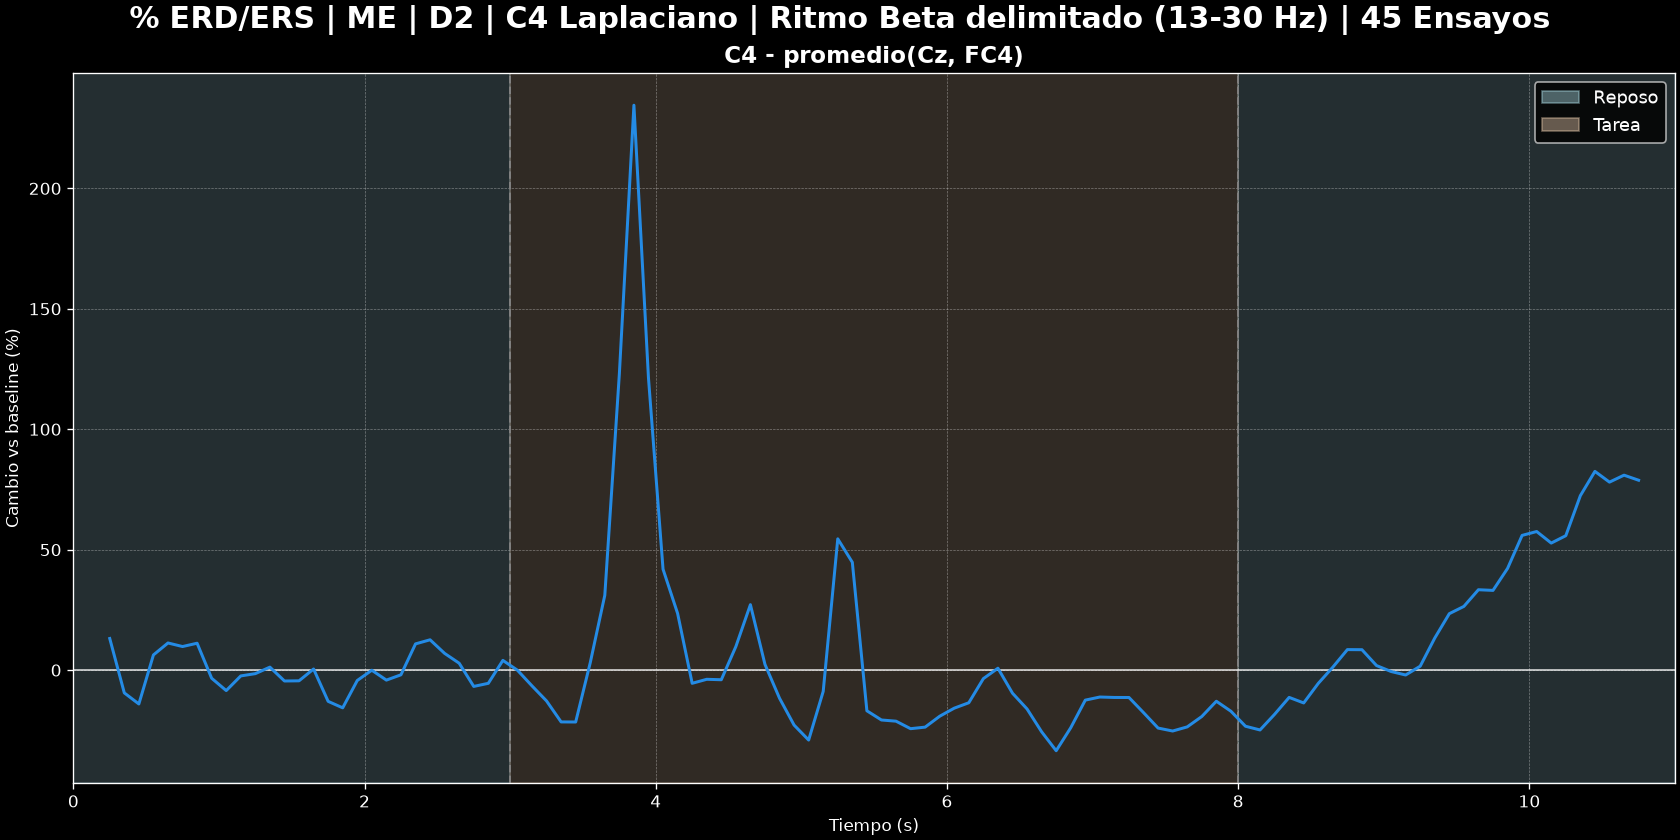 % ERD/ERS | ME | D2 | C4 Laplaciano | Ritmo Beta delimitado (13-30 Hz) | 45 Ensayos
C4 - promedio(Cz, FC4)
Reposo
Tarea
Cambio vs baseline (%)
200
150
100
50
0
0 2 4 6 8 10
Tiempo (s)